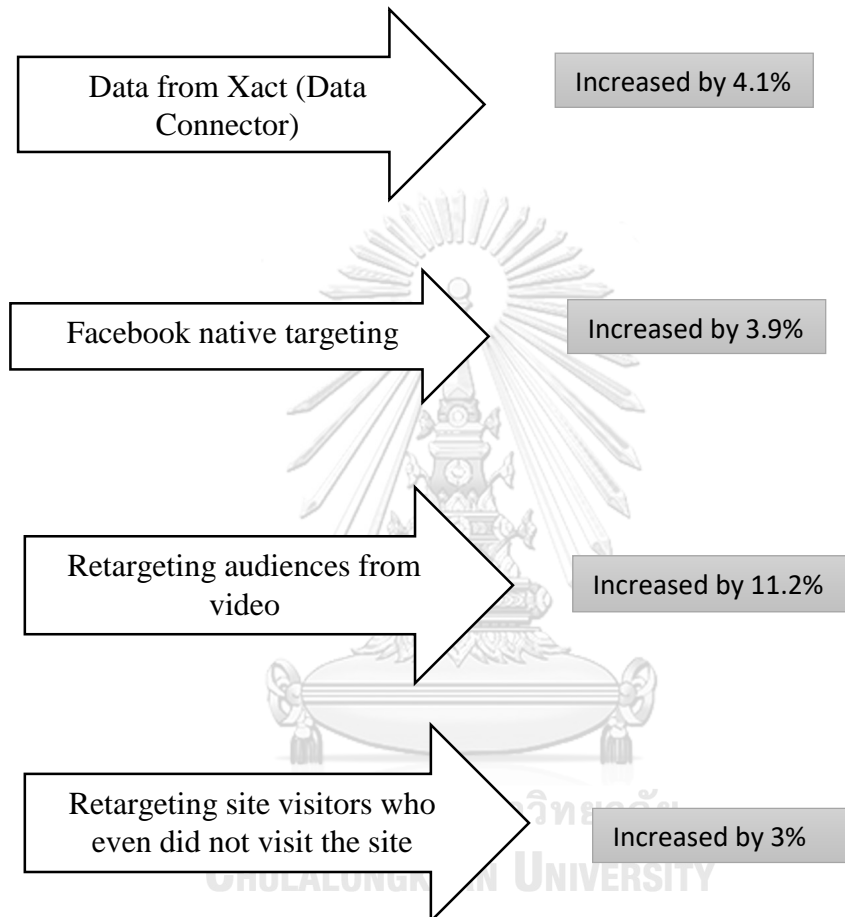 Data from Xact (Data
Connector)
Increased by 4.1%
Facebook native targeting
Increased by 3.9%
Retargeting audiences from
video
Increased by 11.2%
Retargeting site visitors who
even did not visit the site
Increased by 3%
UNIVERSITY